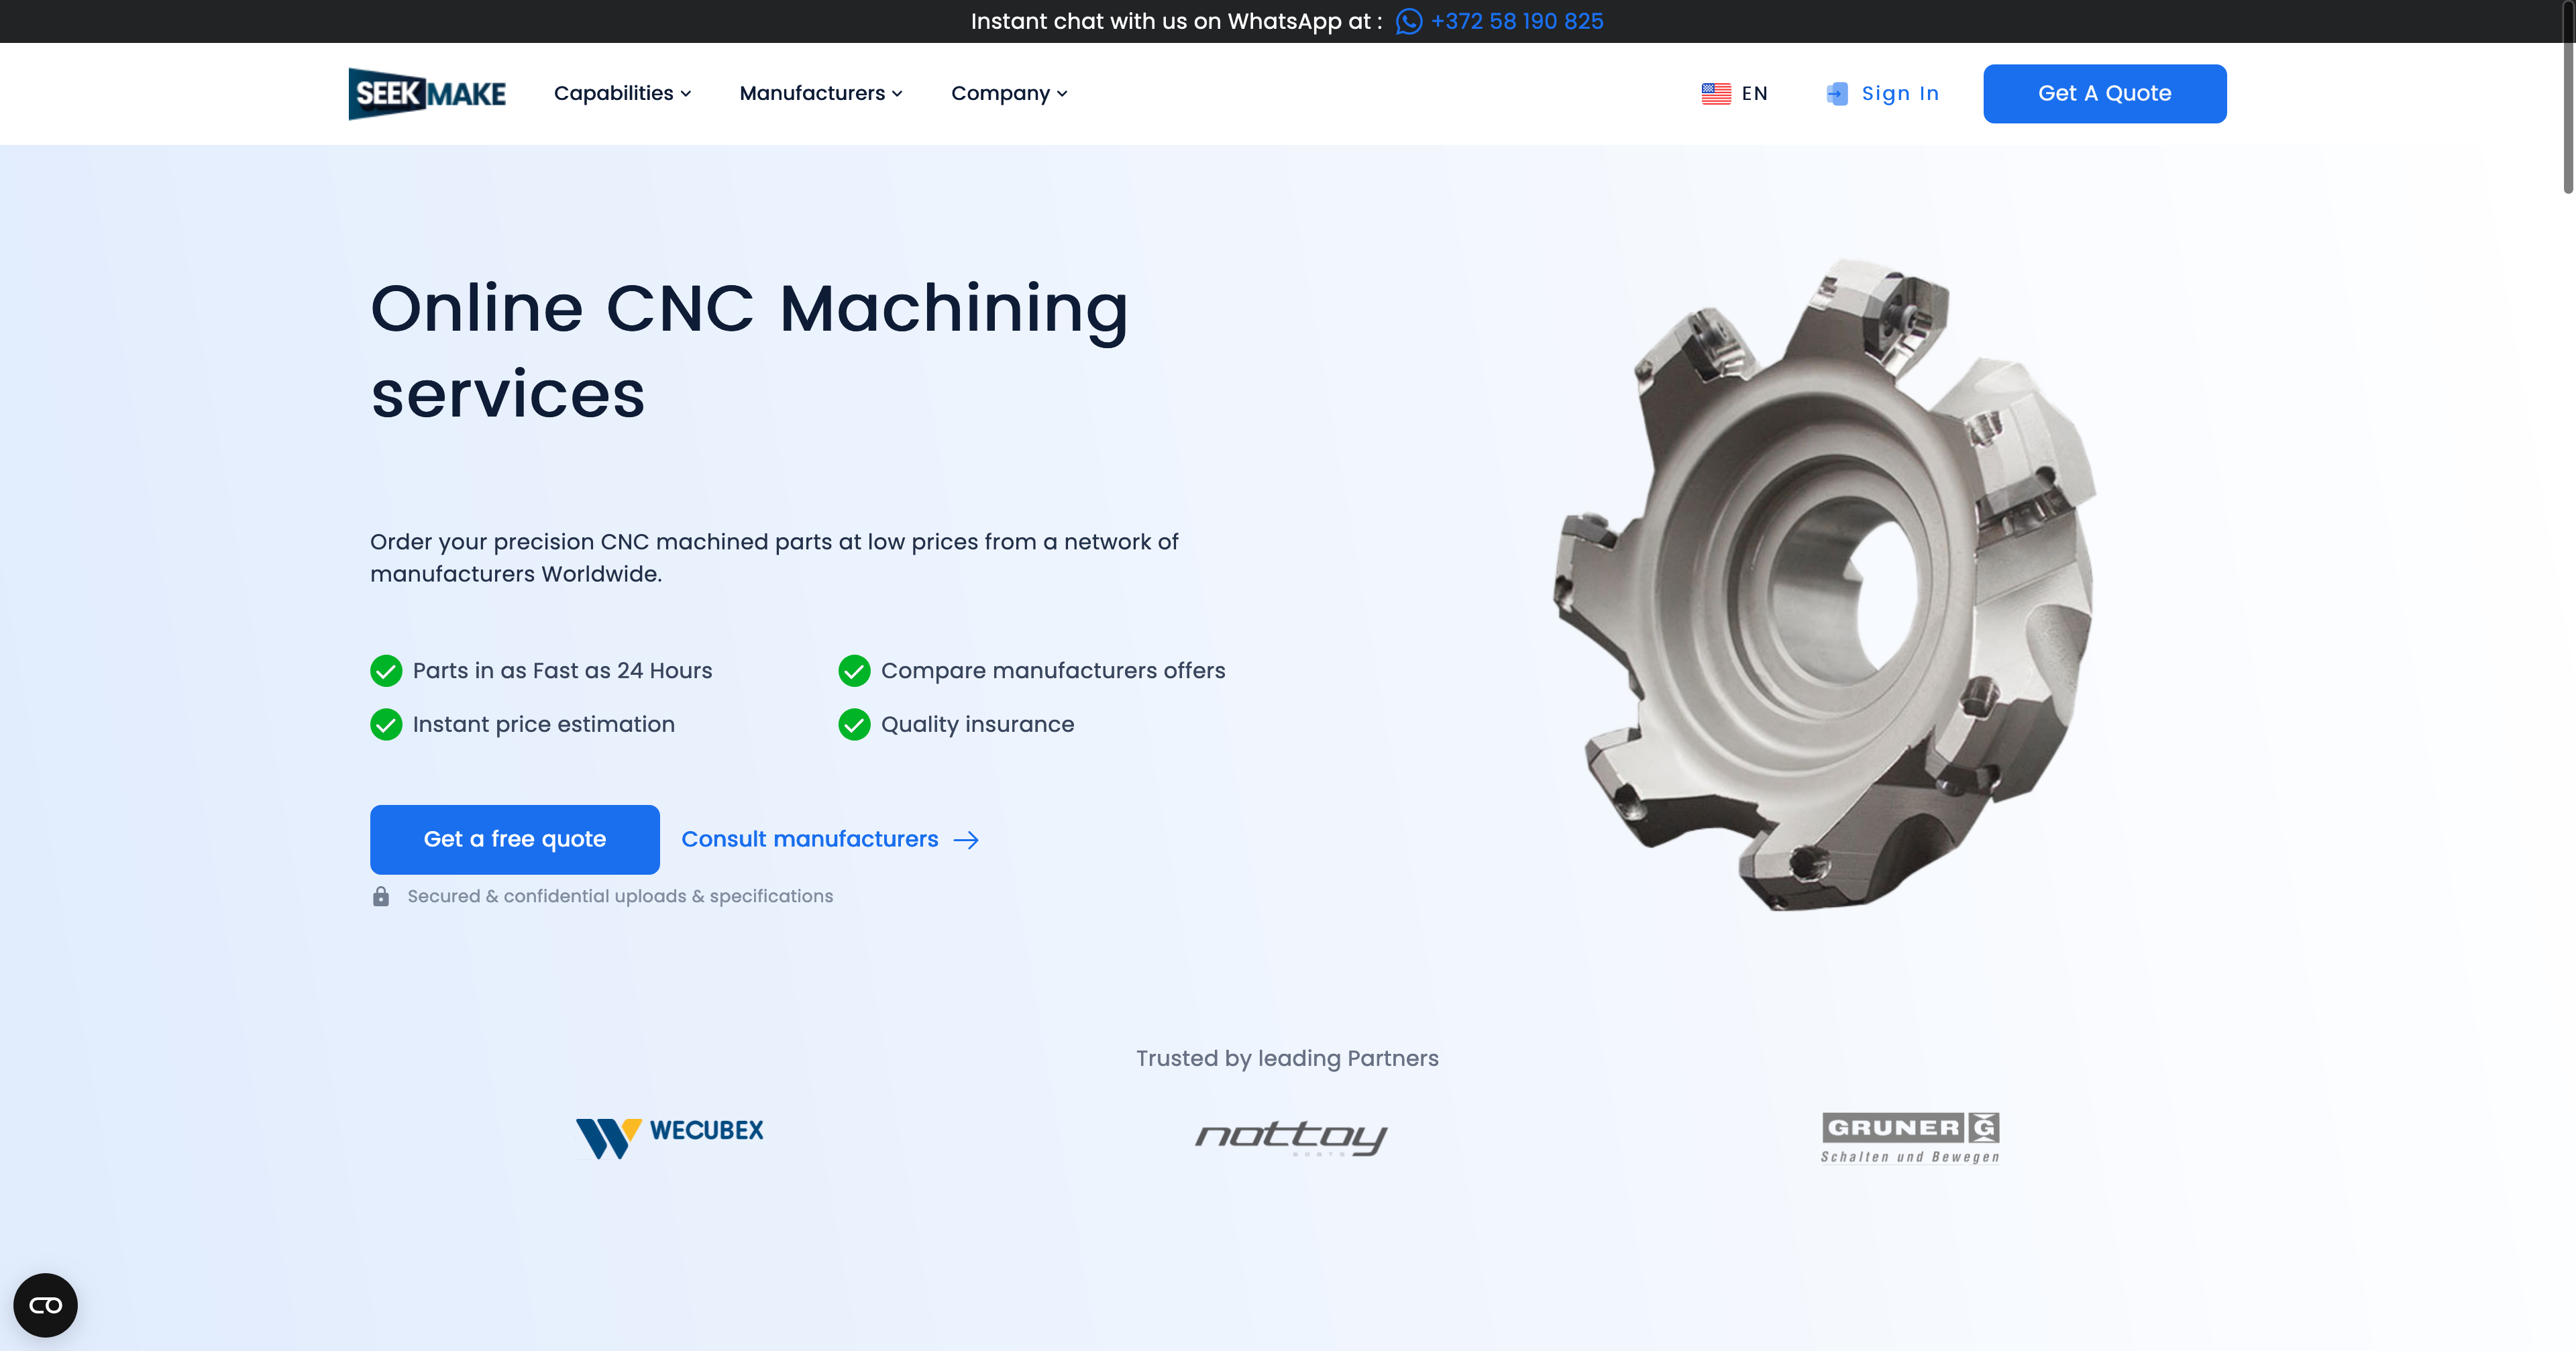 Instant chat with us on WhatsApp at : +372 58 190 825
SEEKMAKE
Capabilities
Manufacturers
Company
EN
Sign In
Get A Quote
Online CNC Machining
services
Order your precision CNC machined parts at low prices from a network of
manufacturers Worldwide.
Parts in as Fast as 24 Hours
Compare manufacturers offers
Instant price estimation
Quality insurance
Get a free quote
Consult manufacturers
Secured & confidential uploads & specifications
Trusted by leading Partners
WECUBEX
nottoy
GRUNER G
Schalten und Bewegen